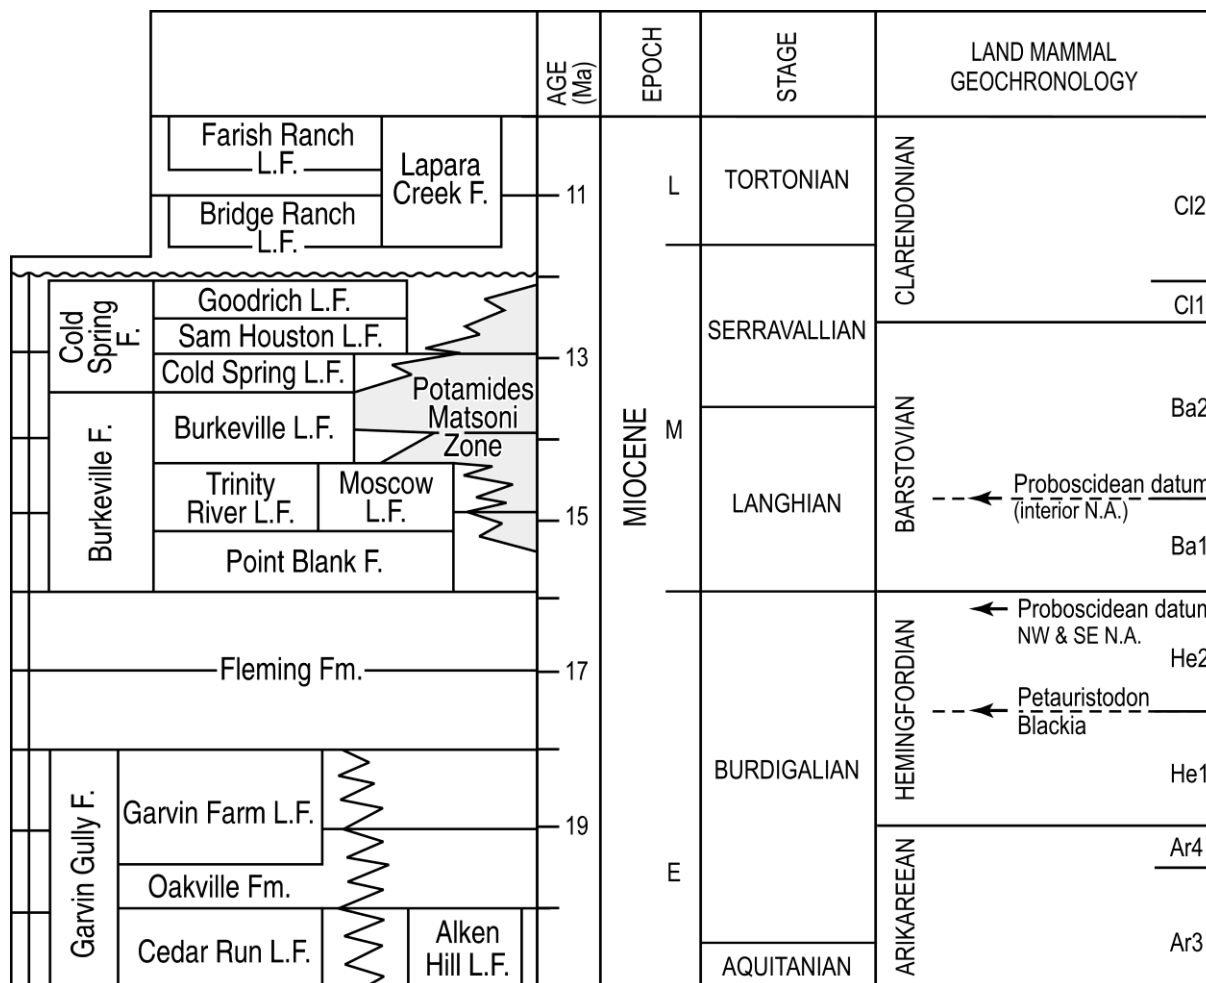 AGE
(Ma)
EPOCH
STAGE
LAND MAMMAL
GEOCHRONOLOGY
Farish Ranch
L.F.
Lapara
Creek F.
Bridge Ranch
L.F.
11
Cold
Spring
F.
Goodrich L.F.
Sam Houston L.F.
Cold Spring L.F.
13
Potamides
Matsoni
Zone
Burkeville F.
Burkeville L.F.
Trinity
River L.F.
Moscow
L.F.
15
Point Blank F.
Fleming Fm.
17
Garvin Gully F.
Garvin Farm L.F.
19
Oakville Fm.
Cedar Run L.F.
Alken
Hill L.F.
MIOCENE
L
M
E
TORTONIAN
SERRAVALLIAN
LANGHIAN
BURDIGALIAN
AQUITANIAN
CLARENDONIAN
Cl2
Cl1
BARSTOVIAN
Ba2
Proboscidean datum
(interior N.A.)
Ba1
HEMINGFORDIAN
Proboscidean datum
NW & SE N.A.
He2
Petauristodon
Blackia
He1
ARIKAREEAN
Ar4
Ar3